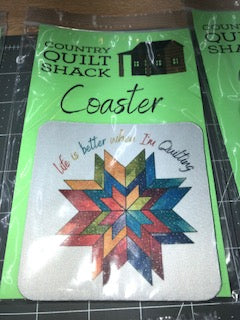 COUNTRY
QUILT
SHACK
Coaster
Life is better when I'm Quilting